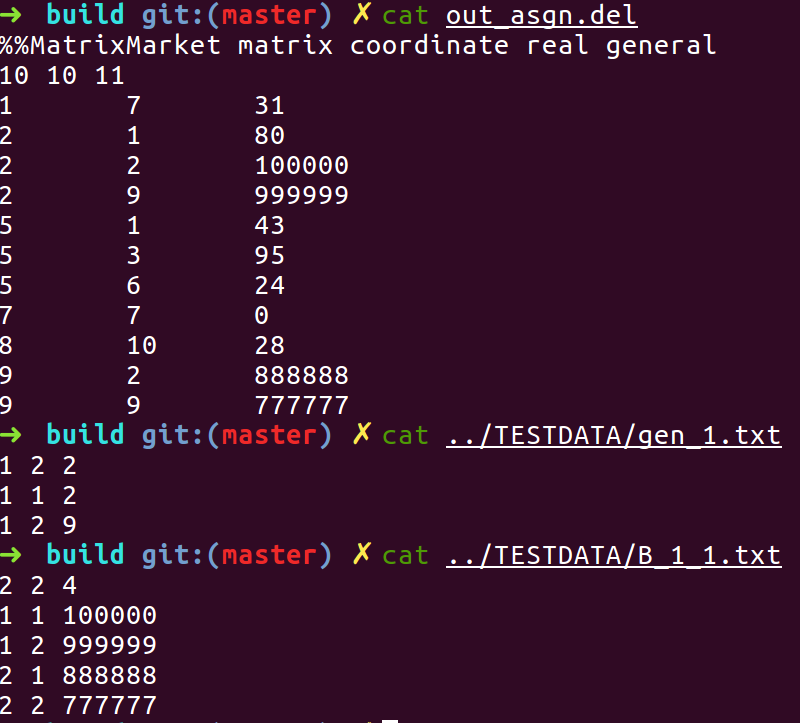 ➜ build git:(master) ✗ cat out_asgn.del
%%MatrixMarket matrix coordinate real general
10 10 11
1 7 31
2 1 80
2 2 100000
2 9 999999
5 1 43
5 3 95
5 6 24
7 7 0
8 10 28
9 2 888888
9 9 777777
➜ build git:(master) ✗ cat ../TESTDATA/gen_1.txt
1 2 2
1 1 2
1 2 9
➜ build git:(master) ✗ cat ../TESTDATA/B_1_1.txt
2 2 4
1 1 100000
1 2 999999
2 1 888888
2 2 777777